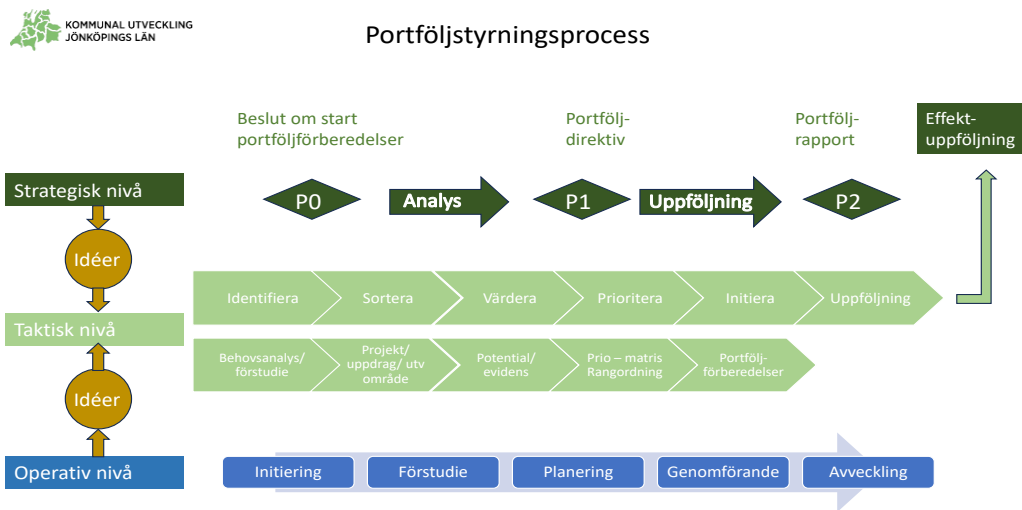 KOMMUNAL UTVECKLING
JÖNKÖPINGS LÄN
Portföljstyrningsprocess
Beslut om start
portföljförberedelser
Portfölj-
direktiv
Portfölj-
rapport
Effekt-
uppföljning
Strategisk nivå
P0
Analys
P1
Uppföljning
P2
Idéer
Identifiera
Sortera
Värdera
Prioritera
Initiera
Uppföljning
Taktisk nivå
Behovsanalys/
förstudie
Projekt/
uppdrag/ utv
område
Potential/
evidens
Prio – matris
Rangordning
Portfölj-
förberedelser
Idéer
Operativ nivå
Initiering
Förstudie
Planering
Genomförande
Avveckling